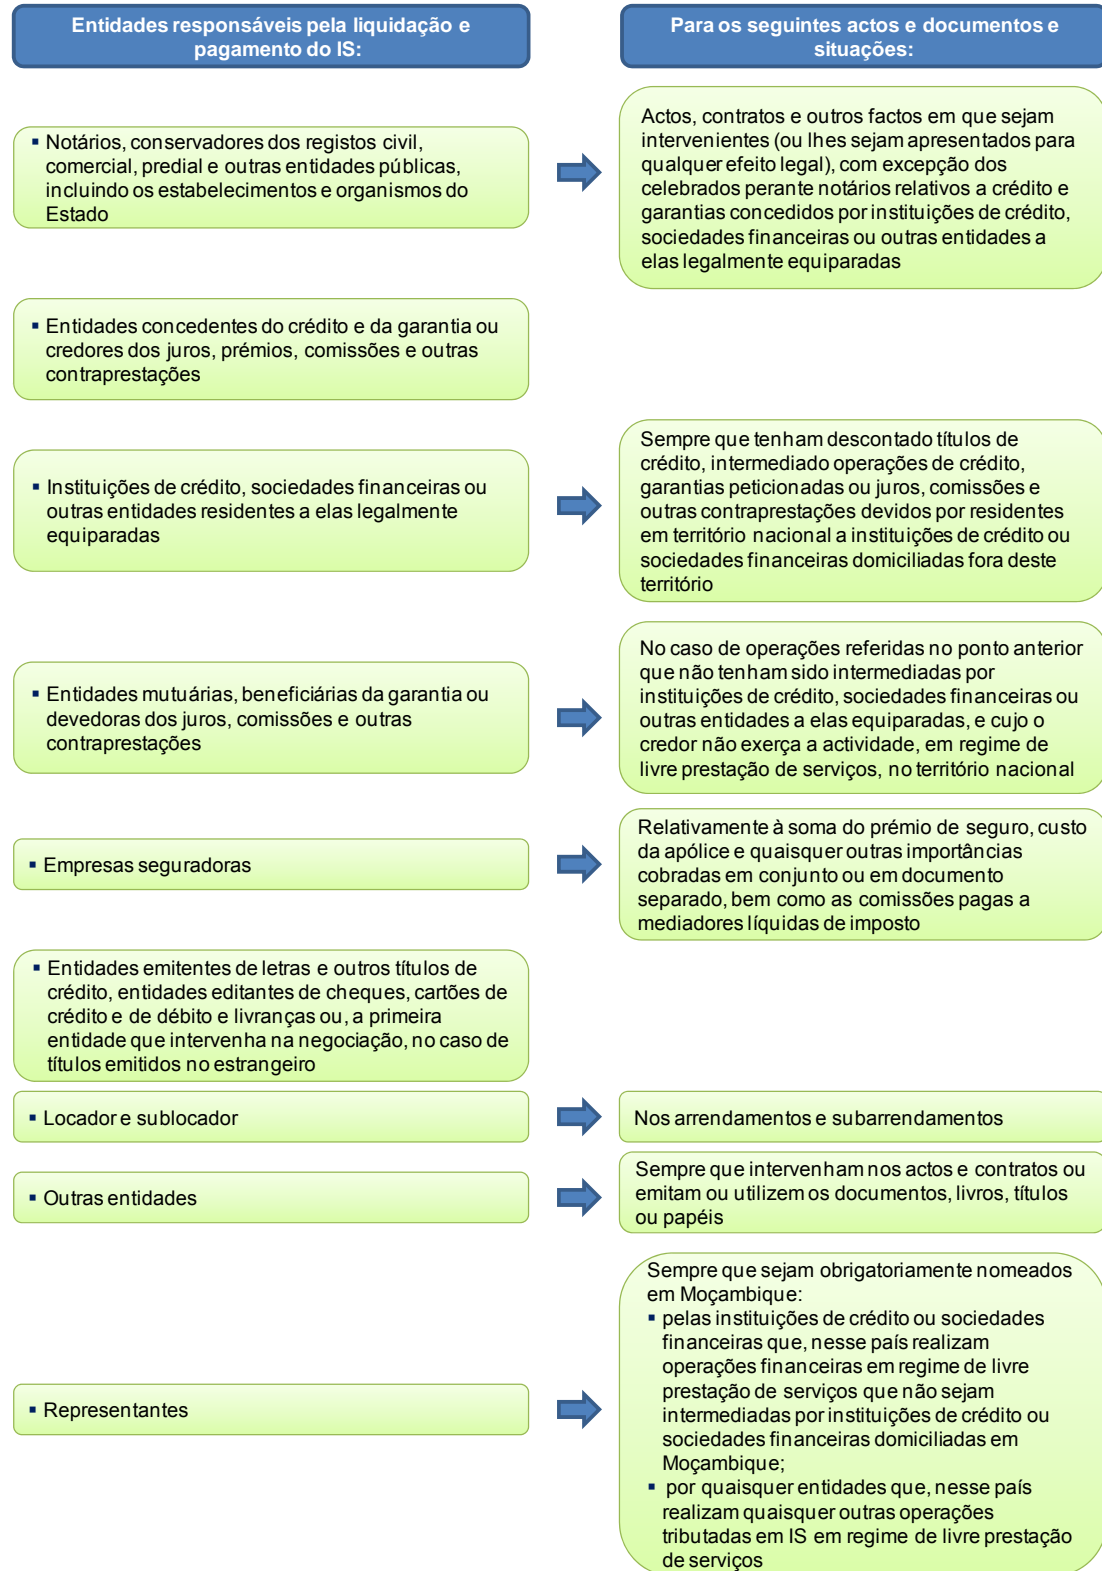 Entidades responsáveis pela liquidação e
pagamento do IS:
Para os seguintes actos e documentos e
situações:
▪ Notários, conservadores dos registos civil,
comercial, predial e outras entidades públicas,
incluindo os estabelecimentos e organismos do
Estado
Actos, contratos e outros factos em que sejam
intervenientes (ou lhes sejam apresentados para
qualquer efeito legal), com excepção dos
celebrados perante notários relativos a crédito e
garantias concedidos por instituições de crédito,
sociedades financeiras ou outras entidades a
elas legalmente equiparadas
▪ Entidades concedentes do crédito e da garantia ou
credores dos juros, prémios, comissões e outras
contraprestações
▪ Instituições de crédito, sociedades financeiras ou
outras entidades residentes a elas legalmente
equiparadas
Sempre que tenham descontado títulos de
crédito, intermediado operações de crédito,
garantias peticionadas ou juros, comissões e
outras contraprestações devidos por residentes
em território nacional a instituições de crédito ou
sociedades financeiras domiciliadas fora deste
território
▪ Entidades mutuárias, beneficiárias da garantia ou
devedoras dos juros, comissões e outras
contraprestações
No caso de operações referidas no ponto anterior
que não tenham sido intermediadas por
instituições de crédito, sociedades financeiras ou
outras entidades a elas equiparadas, e cujo o
credor não exerça a actividade, em regime de
livre prestação de serviços, no território nacional
▪ Empresas seguradoras
Relativamente à soma do prémio de seguro, custo
da apólice e quaisquer outras importâncias
cobradas em conjunto ou em documento
separado, bem como as comissões pagas a
mediadores líquidas de imposto
▪ Entidades emitentes de letras e outros títulos de
crédito, entidades editantes de cheques, cartões de
crédito e de débito e livranças ou, a primeira
entidade que intervenha na negociação, no caso de
títulos emitidos no estrangeiro
▪ Locador e sublocador
Nos arrendamentos e subarrendamentos
▪ Outras entidades
Sempre que intervenham nos actos e contratos ou
emitam ou utilizem os documentos, livros, títulos
ou papéis
▪ Representantes
Sempre que sejam obrigatoriamente nomeados
em Moçambique:
▪ pelas instituições de crédito ou sociedades
financeiras que, nesse país realizam
operações financeiras em regime de livre
prestação de serviços que não sejam
intermediadas por instituições de crédito ou
sociedades financeiras domiciliadas em
Moçambique;
▪ por quaisquer entidades que, nesse país
realizam quaisquer outras operações
tributadas em IS em regime de livre prestação
de serviços